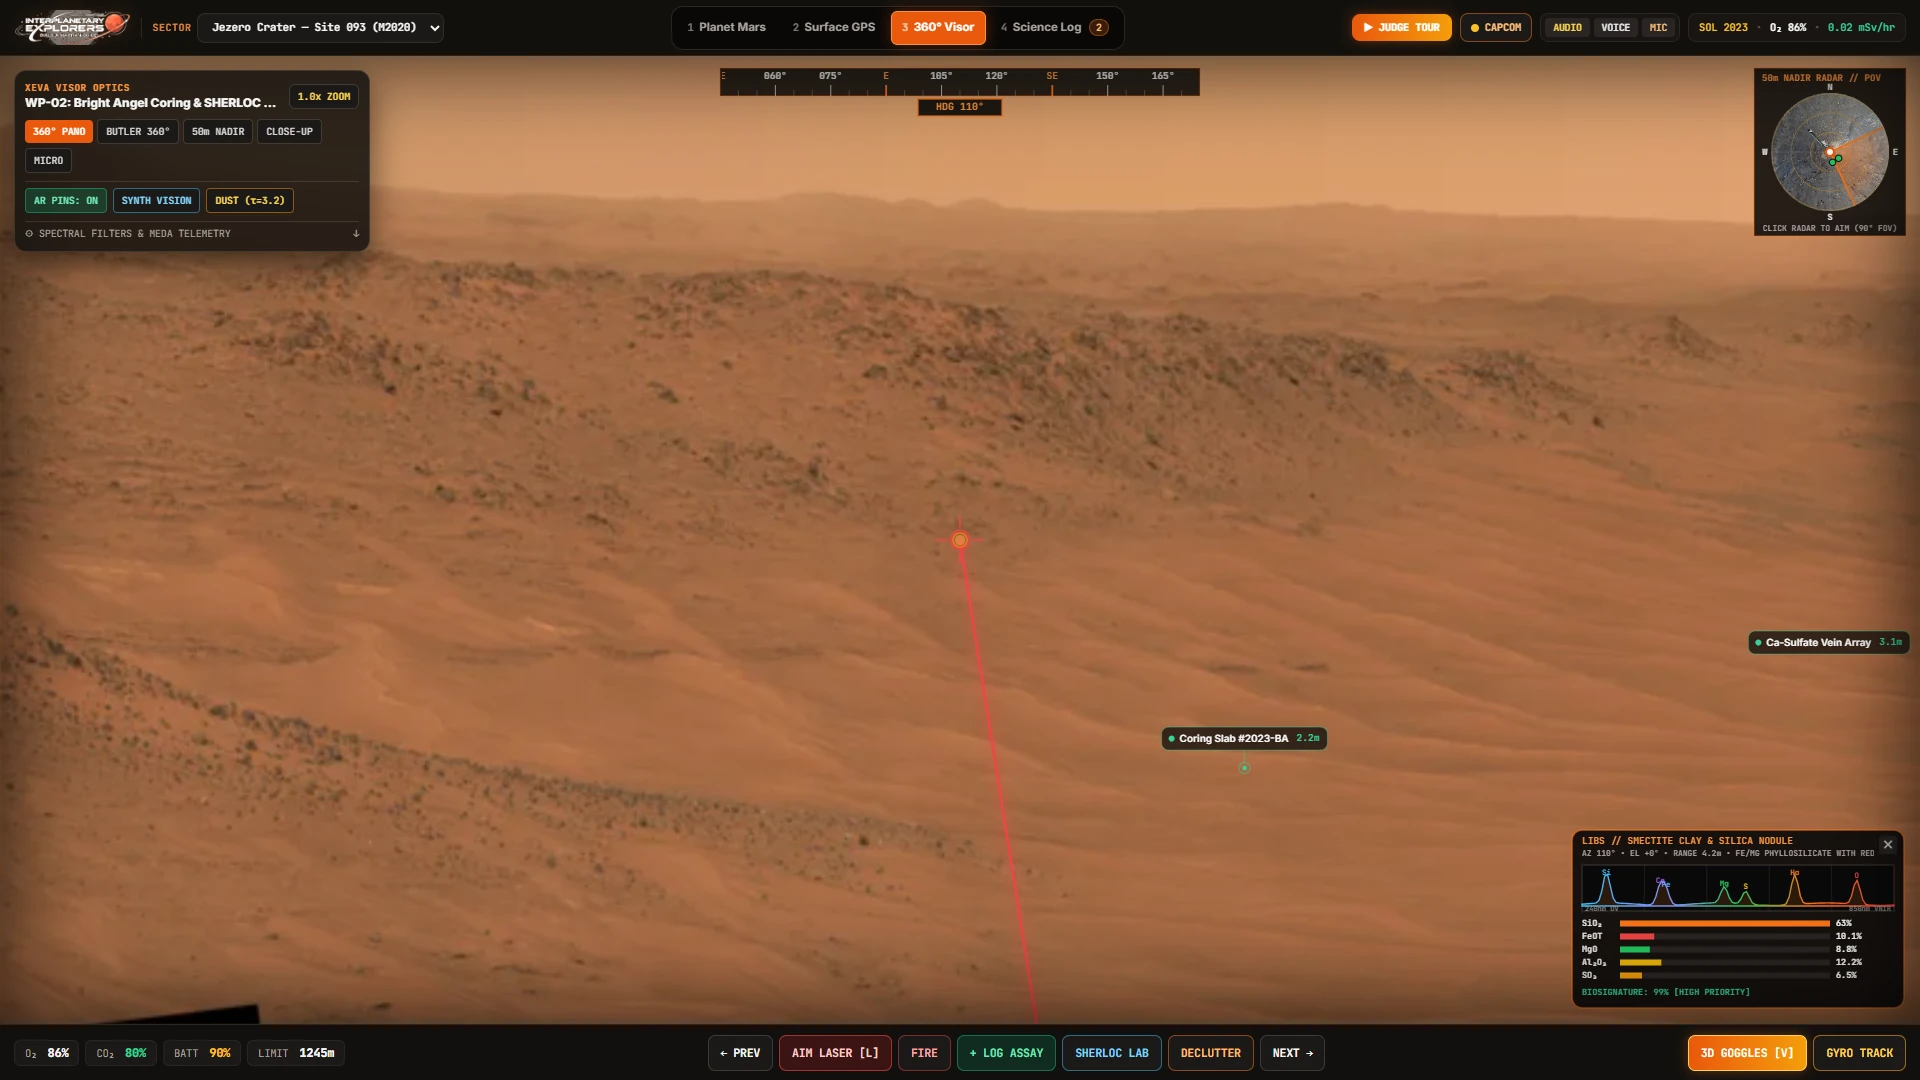 INTERPLANETARY
EXPLORERS
SECTOR
Jezero Crater — Site 093 (M2020)
1 Planet Mars
2 Surface GPS
3 360° Visor
4 Science Log 2
▶ JUDGE TOUR
CAPCOM
AUDIO
VOICE
MIC
SOL 2023 · O₂ 86% · 0.02 mSv/hr
XEVA VISOR OPTICS
WP-02: Bright Angel Coring & SHERLOC ...
1.0x ZOOM
360° PANO
BUTLER 360°
50m NADIR
CLOSE-UP
MICRO
AR PINS: ON
SYNTH VISION
DUST (τ=3.2)
⚙ SPECTRAL FILTERS & MEDA TELEMETRY ↓
E 060° 075° E 105° 120° SE 150° 165°
HDG 110°
50m NADIR RADAR // POV
N
W
E
S
CLICK RADAR TO AIM (90° FOV)
Ca-Sulfate Vein Array 3.1m
Coring Slab #2023-BA 2.2m
LIBS // SMECTITE CLAY & SILICA NODULE
✕
AZ 110° • EL +0° • RANGE 4.2m • FE/MG PHYLLOSILICATE WITH RED
Si
Ca
Fe
Mg
S
Hα
O
SiO₂ 63%
FeOT 10.1%
MgO 8.8%
Al₂O₃ 12.2%
SO₃ 6.5%
BIOSIGNATURE: 99% [HIGH PRIORITY]
O₂ 86%
CO₂ 80%
BATT 90%
LIMIT 1245m
← PREV
AIM LASER [L]
FIRE
+ LOG ASSAY
SHERLOC LAB
DECLUTTER
NEXT →
3D GOGGLES [V]
GYRO TRACK